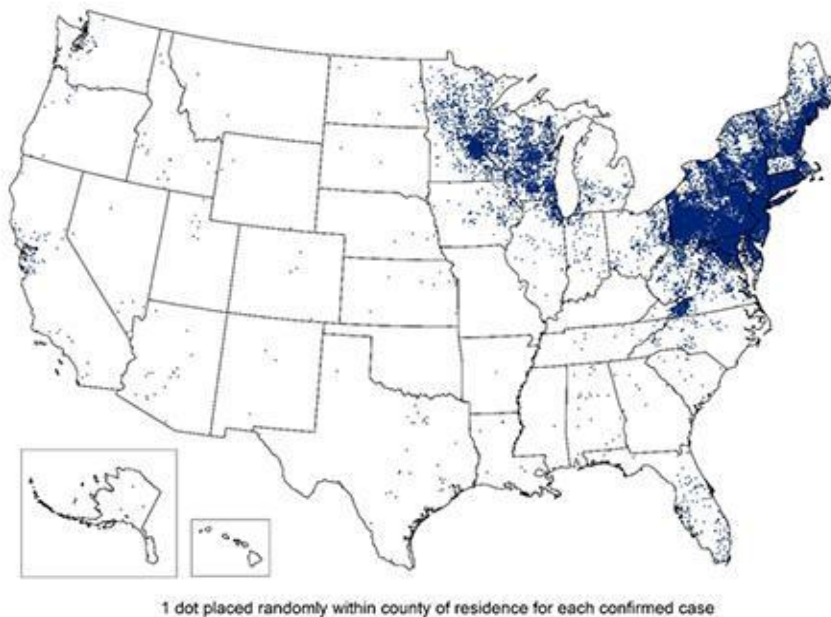 1 dot placed randomly within county of residence for each confirmed case